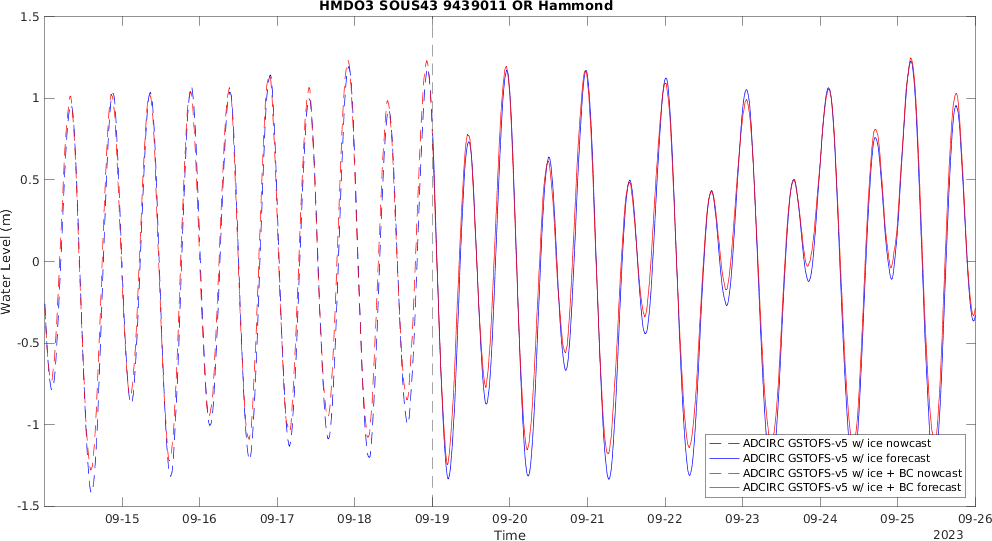 HMDO3 SOUS43 9439011 OR Hammond
1.5
1
0.5
0
-0.5
-1
-1.5
Water Level (m)
ADCIRC GSTOFS-v5 w/ ice nowcast
ADCIRC GSTOFS-v5 w/ ice forecast
ADCIRC GSTOFS-v5 w/ ice + BC nowcast
ADCIRC GSTOFS-v5 w/ ice + BC forecast
09-15 09-16 09-17 09-18 09-19 09-20 09-21 09-22 09-23 09-24 09-25 09-26
Time
2023